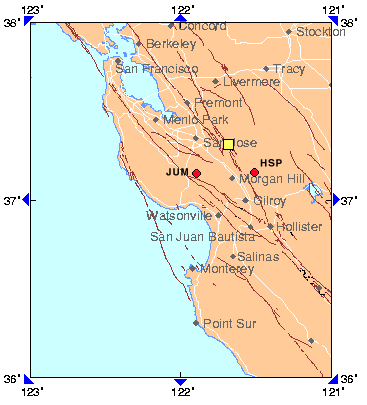 123˚ 122˚ 121˚
38˚ 38˚
Concord
Stockton
Berkeley
San Francisco
Tracy
Livermere
Fremont
Menlo Park
San Jose
HSP
JUM
Morgan Hill
37˚ 37˚
Gilroy
Watsonville
Hollister
San Juan Bautista
Salinas
Monterey
Point Sur
36˚ 36˚
123˚ 122˚ 121˚